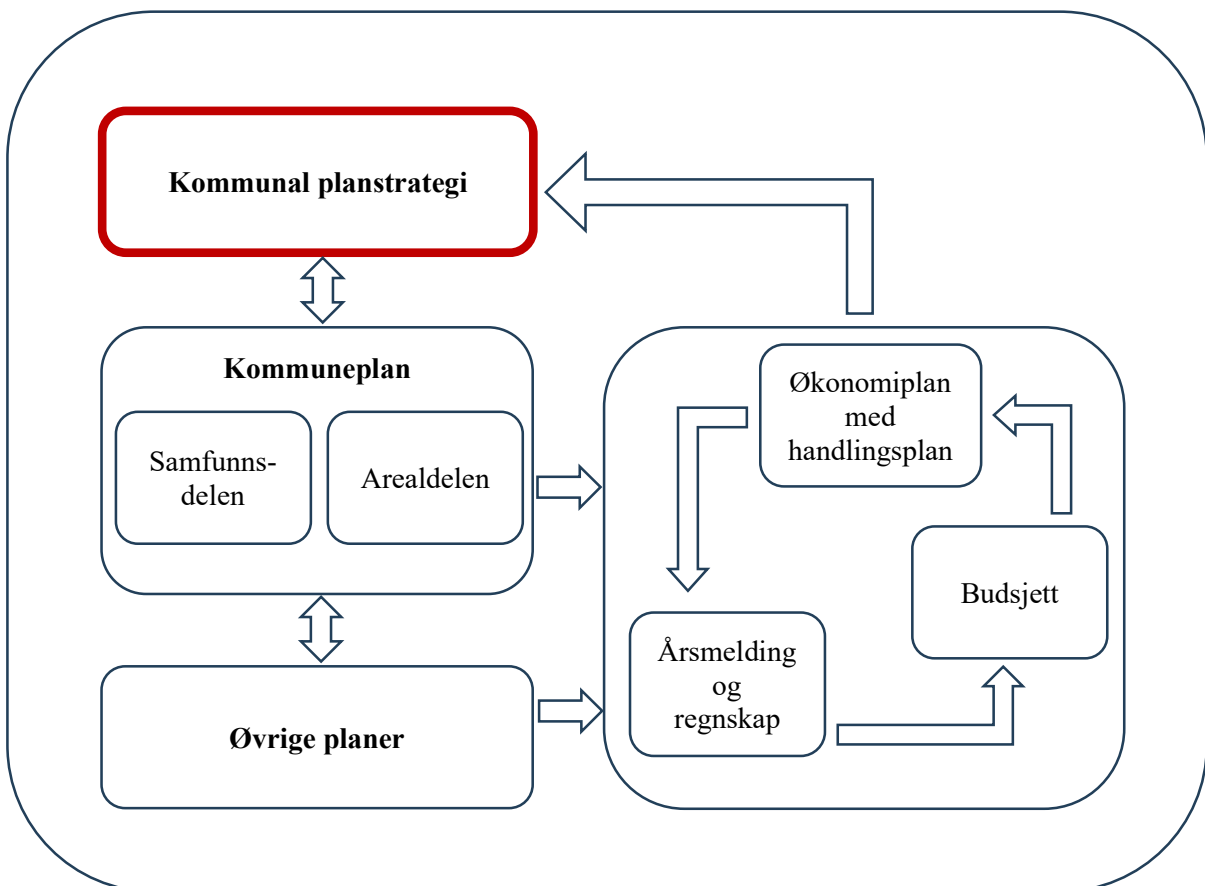 Kommunal planstrategi
Kommuneplan
Samfunns-
delen
Arealdelen
Øvrige planer
Økonomiplan
med
handlingsplan
Budsjett
Årsmelding
og
regnskap